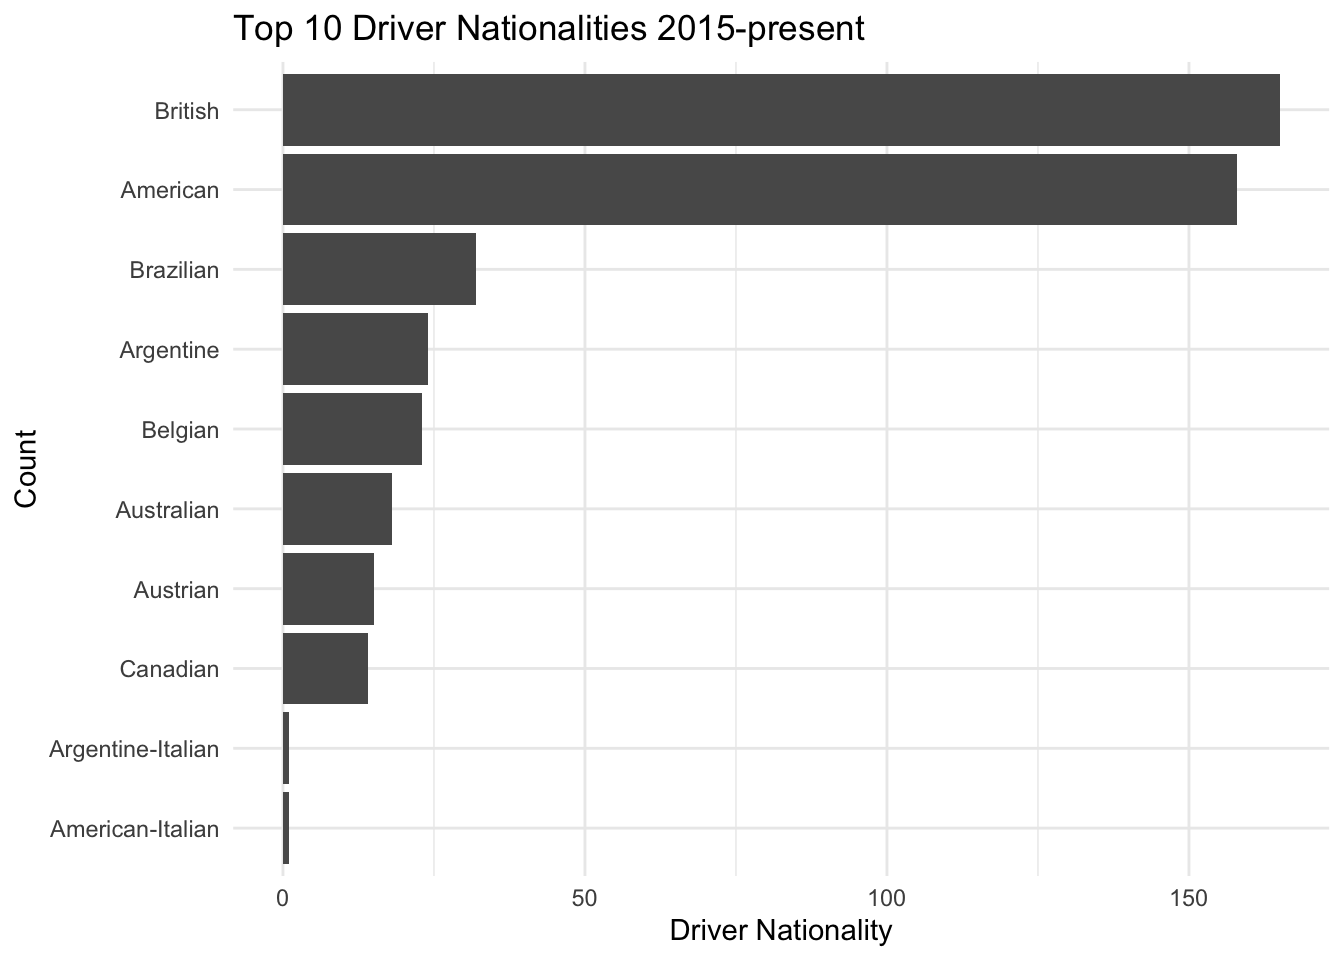 Top 10 Driver Nationalities 2015-present
British
American
Brazilian
Argentine
Belgian
Australian
Austrian
Canadian
Argentine-Italian
American-Italian
Count
0 50 100 150
Driver Nationality